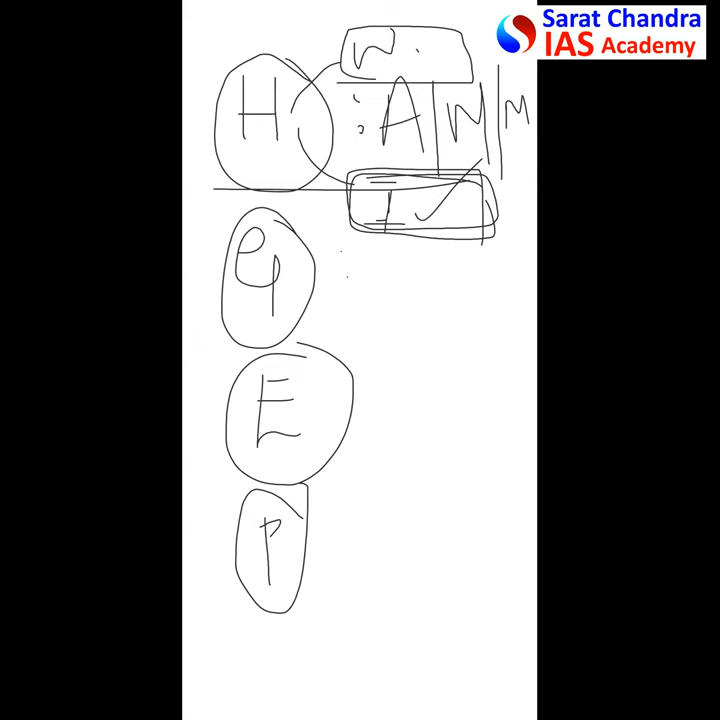 Sarat Chandra
IAS Academy
W.
H : A | W | M
I ✓
E
P